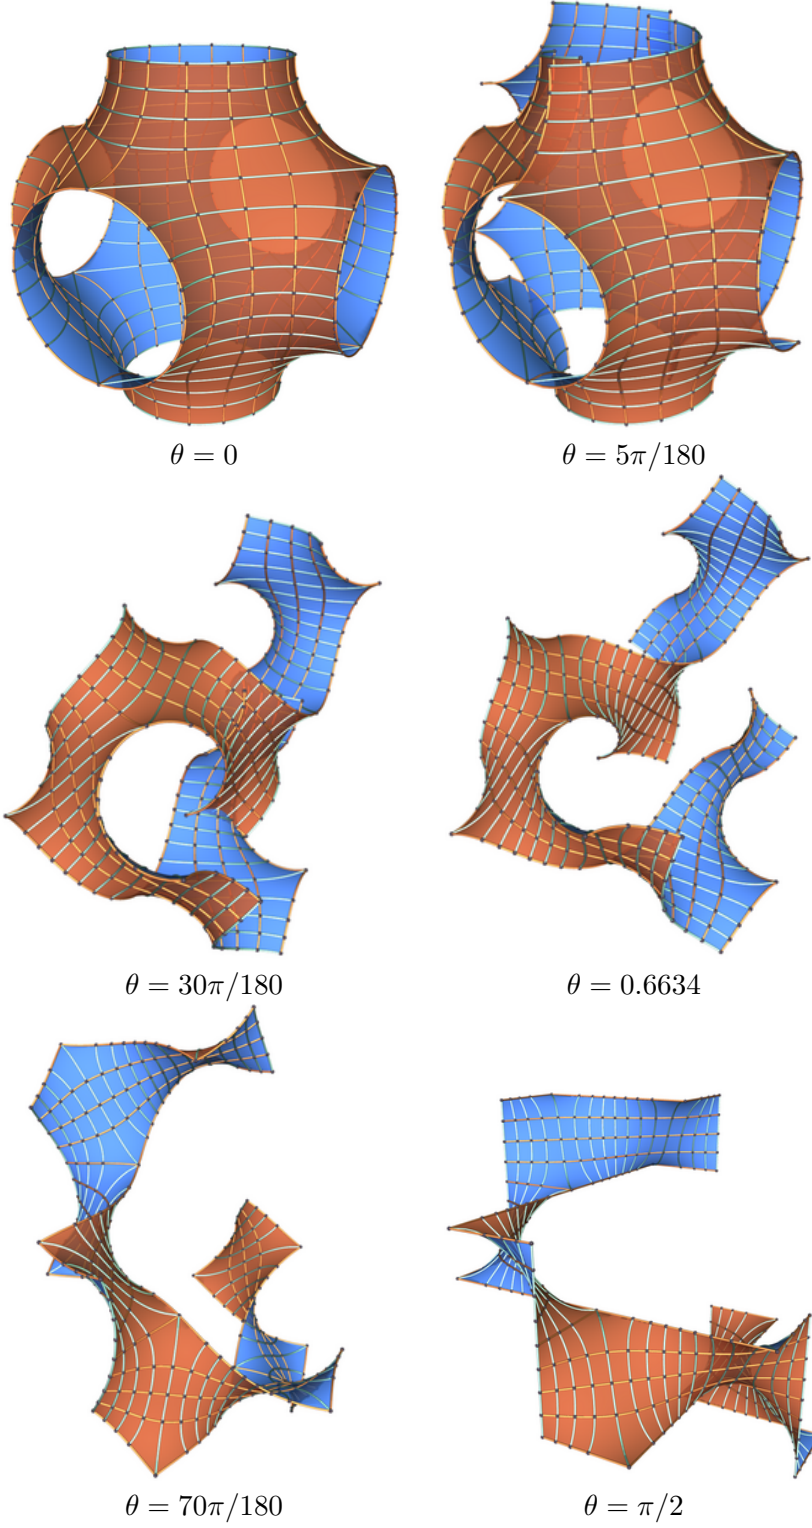 θ = 0
θ = 5π/180
θ = 30π/180
θ = 0.6634
θ = 70π/180
θ = π/2